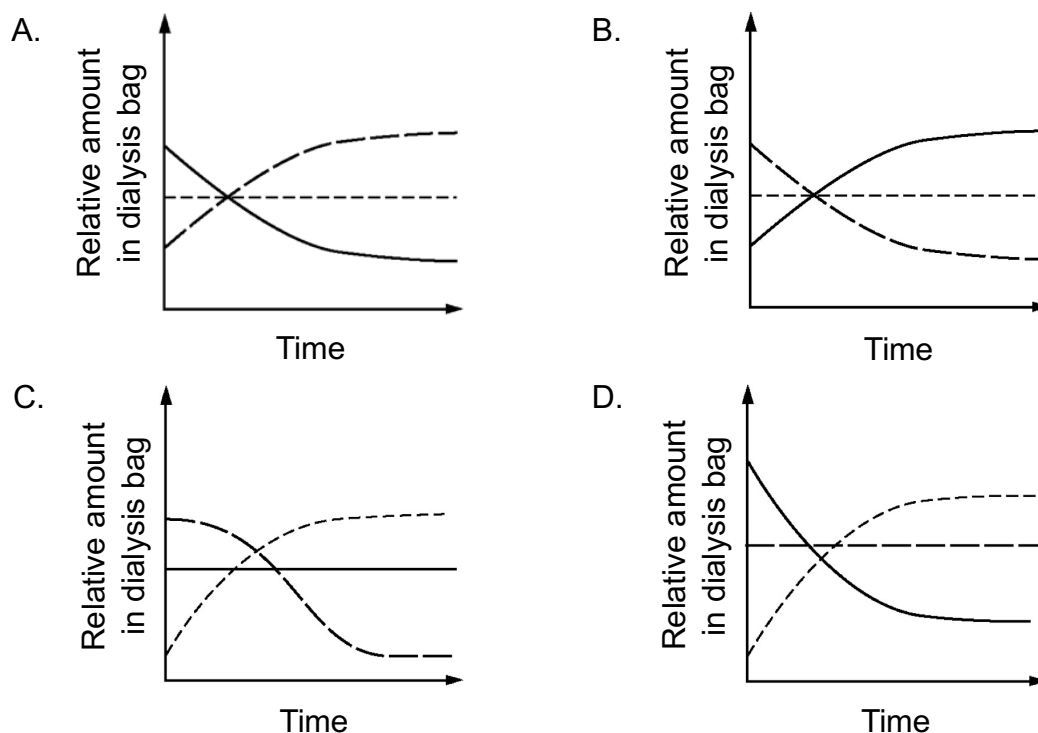 A.
Relative amount
in dialysis bag
Time
B.
Relative amount
in dialysis bag
Time
C.
Relative amount
in dialysis bag
Time
D.
Relative amount
in dialysis bag
Time